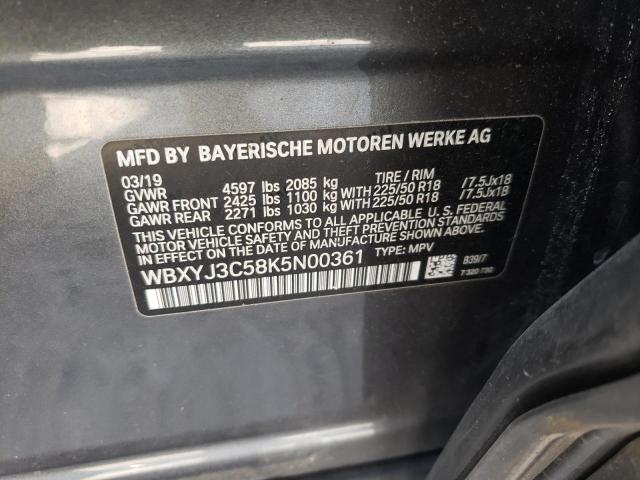 MFD BY BAYERISCHE MOTOREN WERKE AG
03/19 TIRE / RIM
GVWR 4597 lbs 2085 kg
GAWR FRONT 2425 lbs 1100 kg WITH 225/50 R18 / 7.5Jx18
GAWR REAR 2271 lbs 1030 kg WITH 225/50 R18 / 7.5Jx18
THIS VEHICLE CONFORMS TO ALL APPLICABLE U.S. FEDERAL
MOTOR VEHICLE SAFETY AND THEFT PREVENTION STANDARDS
IN EFFECT ON THE DATE OF MANUFACTURE SHOWN ABOVE.
WBXYJ3C58K5N00361 TYPE: MPV
B39/7
7 320 730